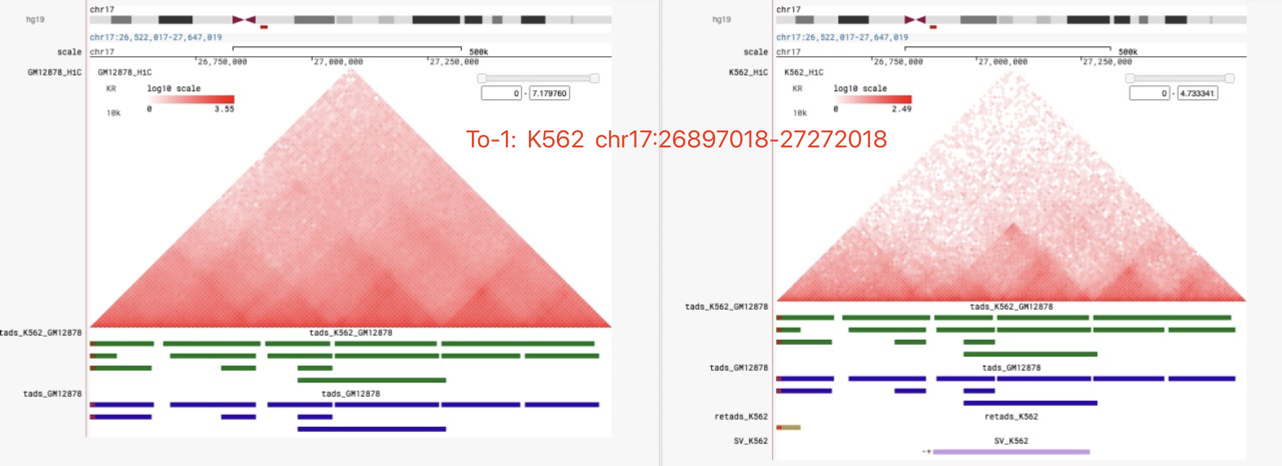 chr17
hg19
chr17:26,522,017-27,647,019
scale
chr17
500k
26,750,000
27,000,000
27,250,000
GM12878_HiC
GM12878_HiC
KR
log10 scale
0
3.55
10k
0 - 7.179760
tads_K562_GM12878
tads_K562_GM12878
tads_GM12878
tads_GM12878
To-1: K562 chr17:26897018-27272018
chr17
hg19
chr17:26,522,017-27,647,019
scale
chr17
500k
26,750,000
27,000,000
27,250,000
K562_HiC
K562_HiC
KR
log10 scale
0
2.49
10k
0 - 4.733341
tads_K562_GM12878
tads_K562_GM12878
tads_GM12878
tads_GM12878
retads_K562
retads_K562
SV_K562
SV_K562
-+